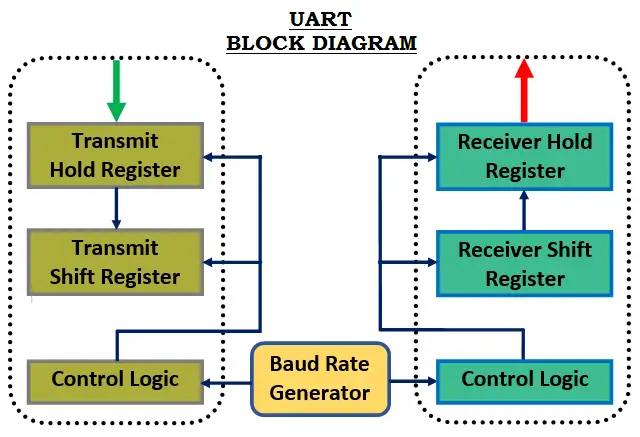 UART
BLOCK DIAGRAM
Transmit
Hold Register
Transmit
Shift Register
Control Logic
Baud Rate
Generator
Receiver Hold
Register
Receiver Shift
Register
Control Logic